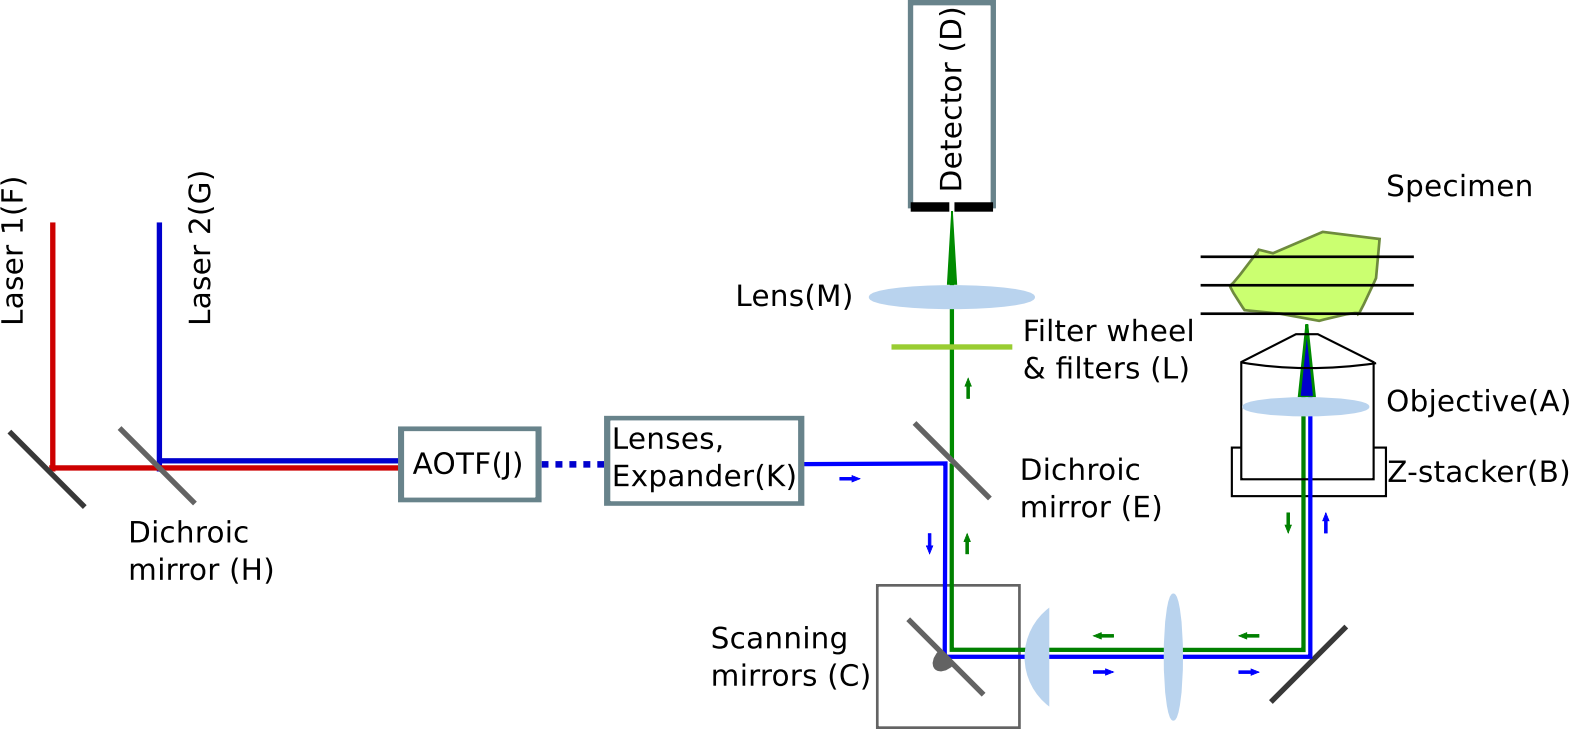 Laser 1(F)
Laser 2(G)
Dichroic
mirror (H)
AOTF(J)
Lenses,
Expander(K)
Detector (D)
Lens(M)
Filter wheel
& filters (L)
Dichroic
mirror (E)
Scanning
mirrors (C)
Specimen
Objective(A)
Z-stacker(B)